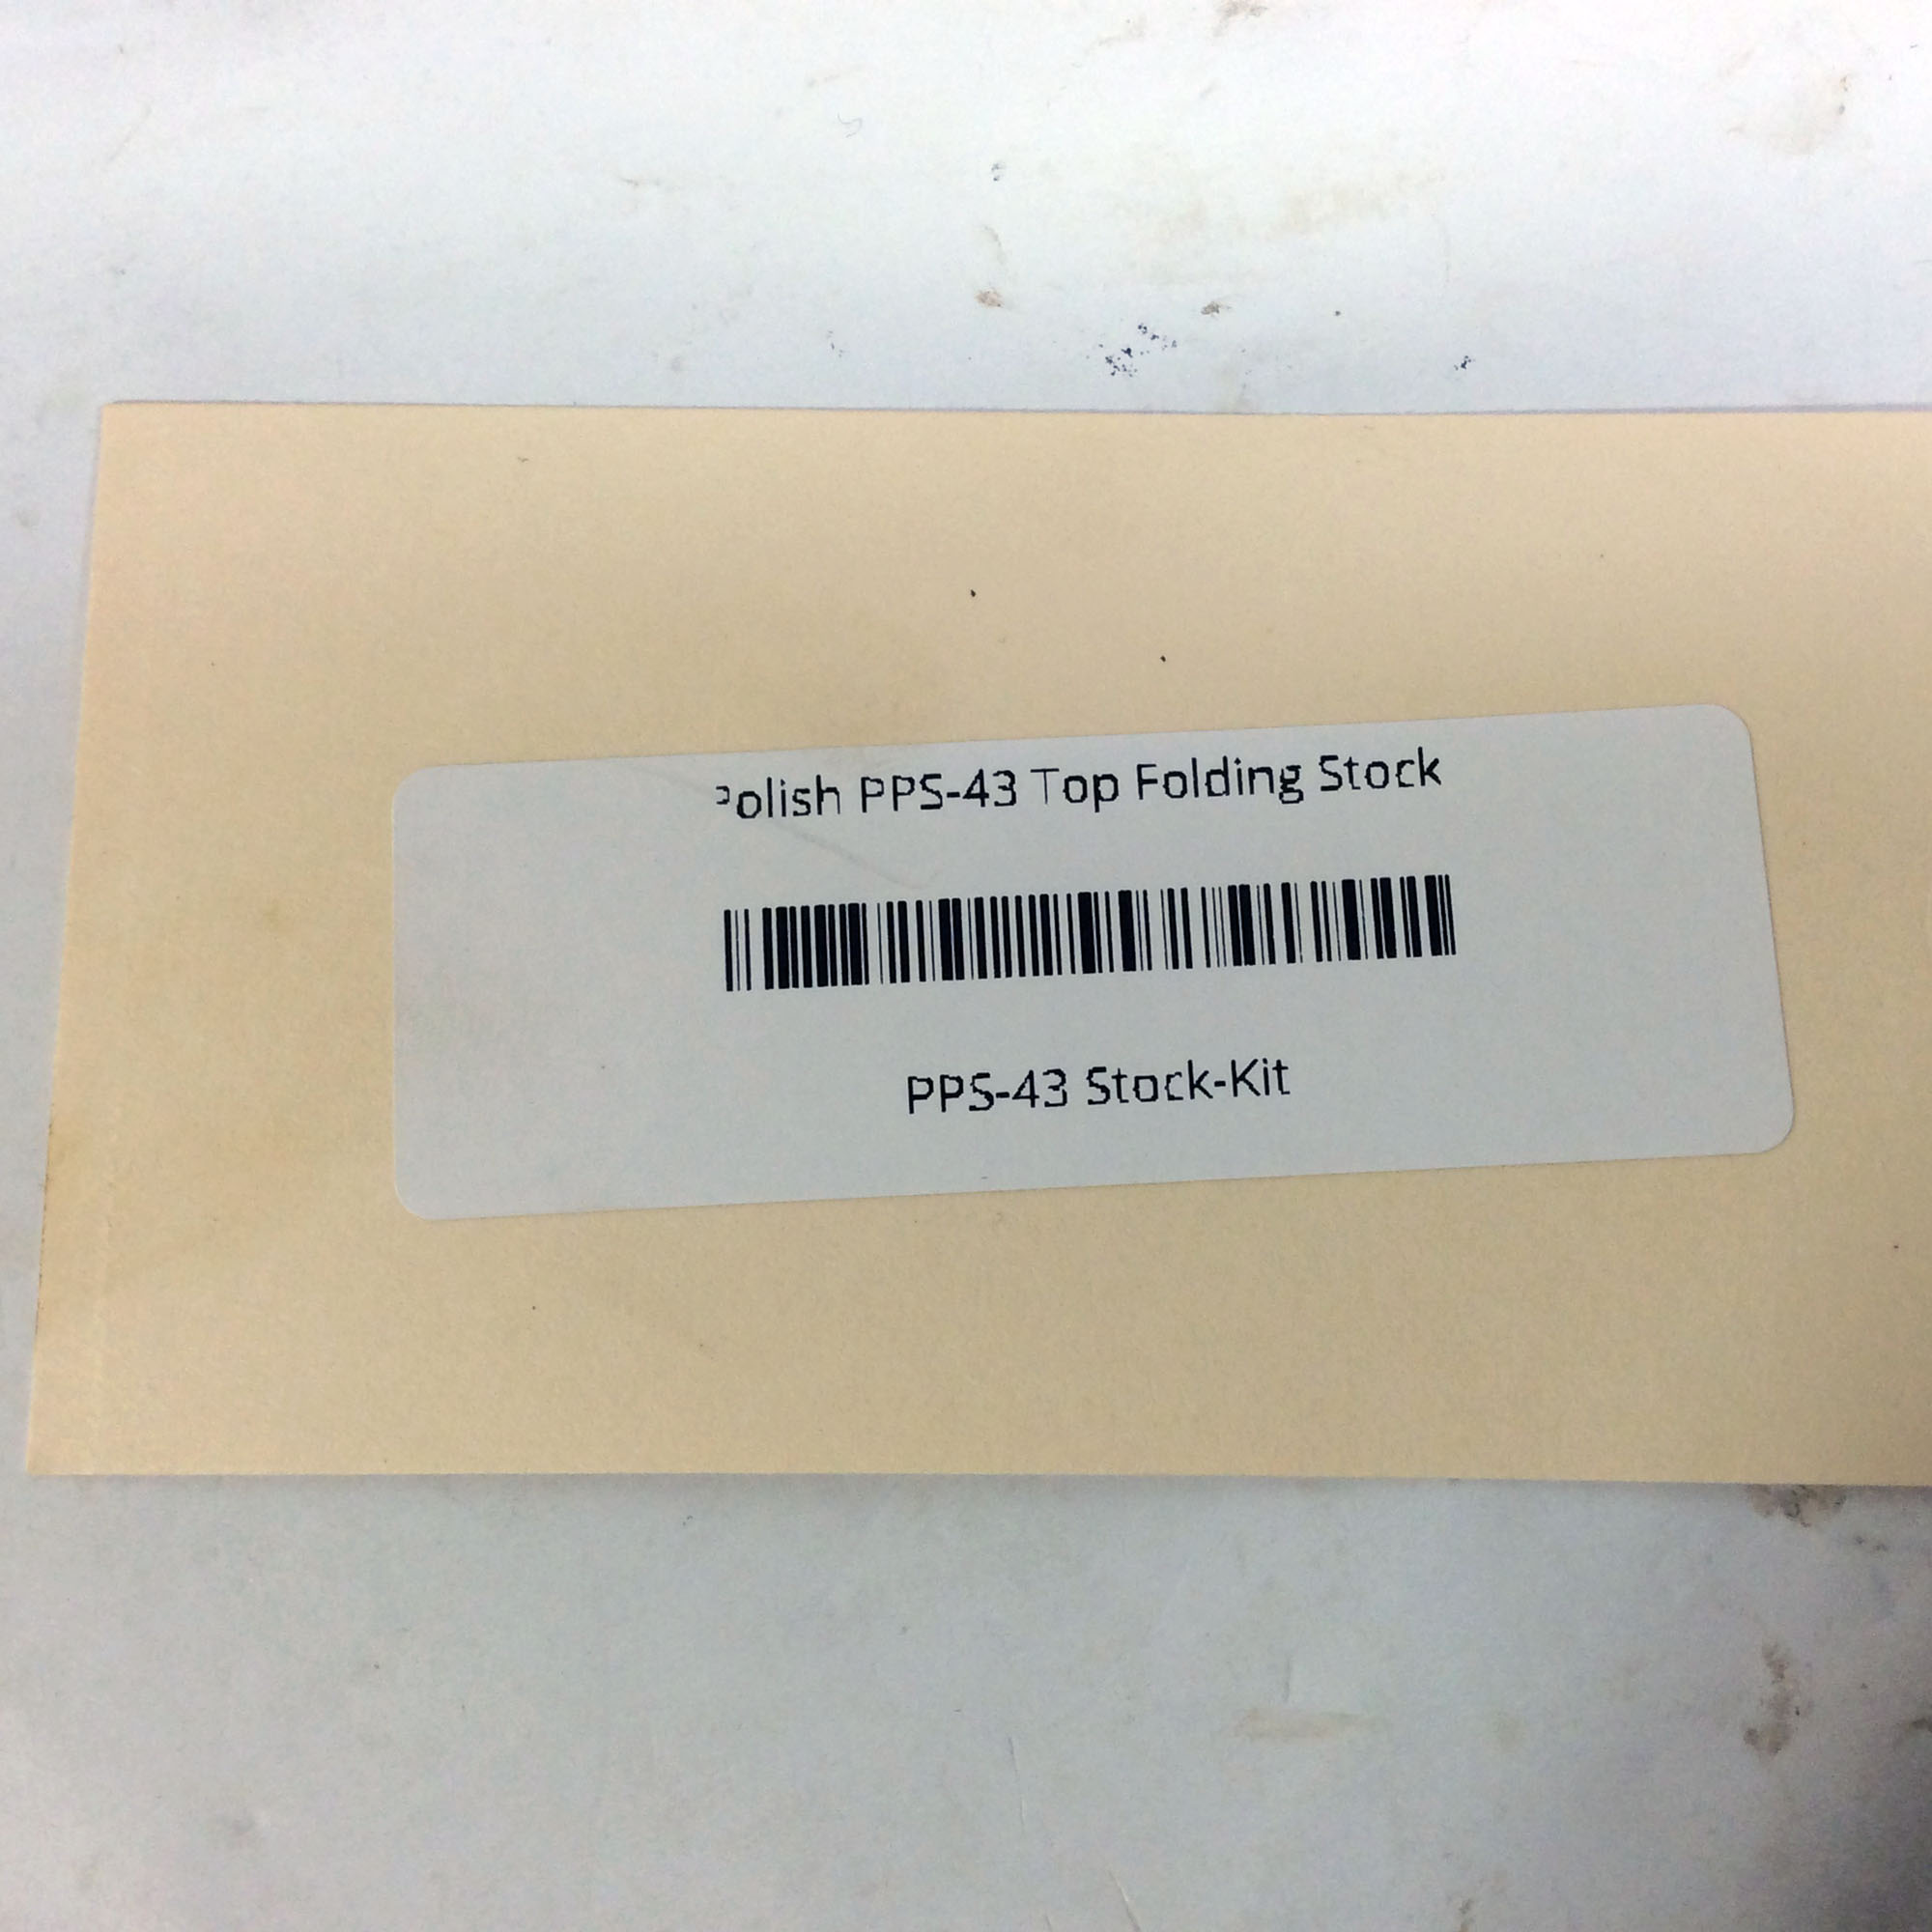 Polish PPS-43 Top Folding Stock
PPS-43 Stock-Kit